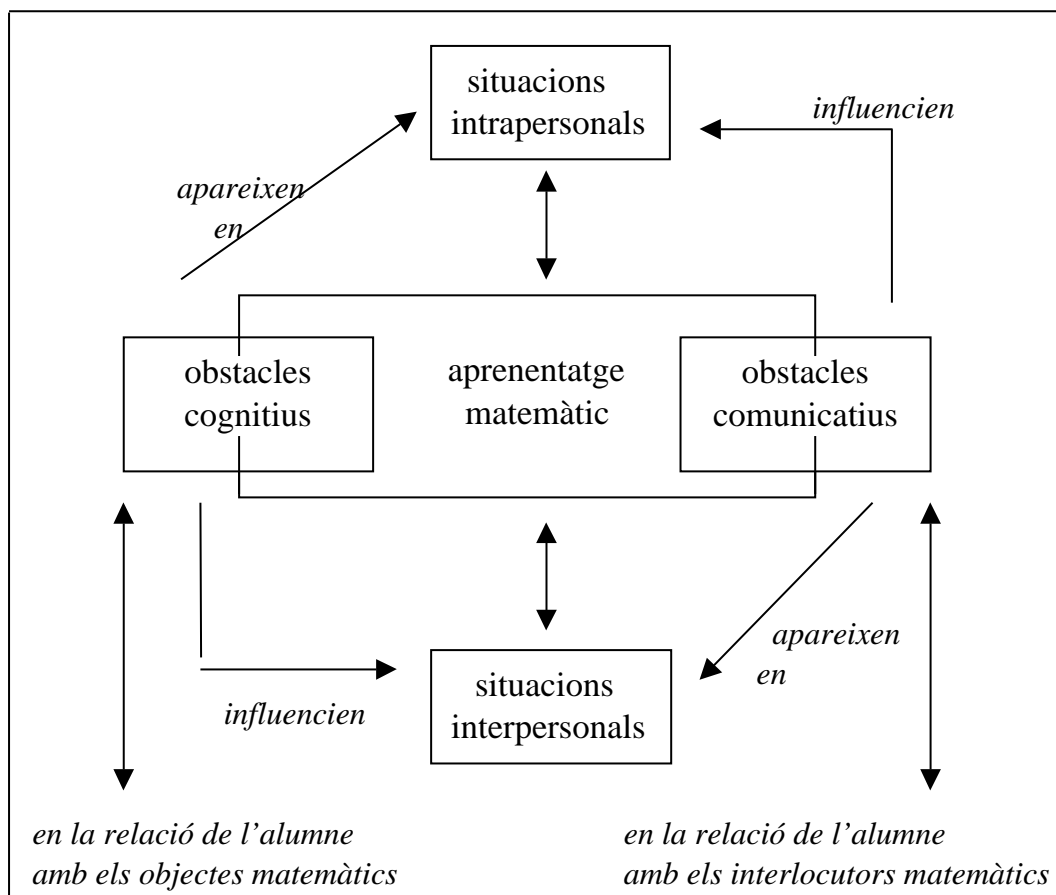 situacions
intrapersonals
influencien
apareixen
en
obstacles
cognitius
aprenentatge
matemàtic
obstacles
comunicatius
apareixen
en
situacions
interpersonals
influencien
en la relació de l’alumne
amb els objectes matemàtics
en la relació de l’alumne
amb els interlocutors matemàtics